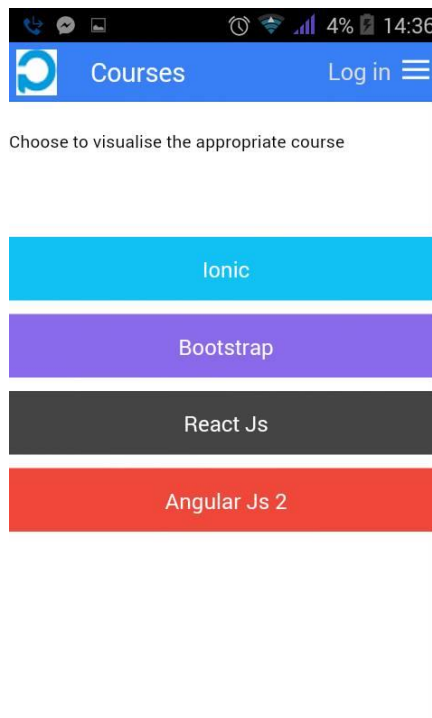 4% 14:36
Courses Log in
Choose to visualise the appropriate course
Ionic
Bootstrap
React Js
Angular Js 2